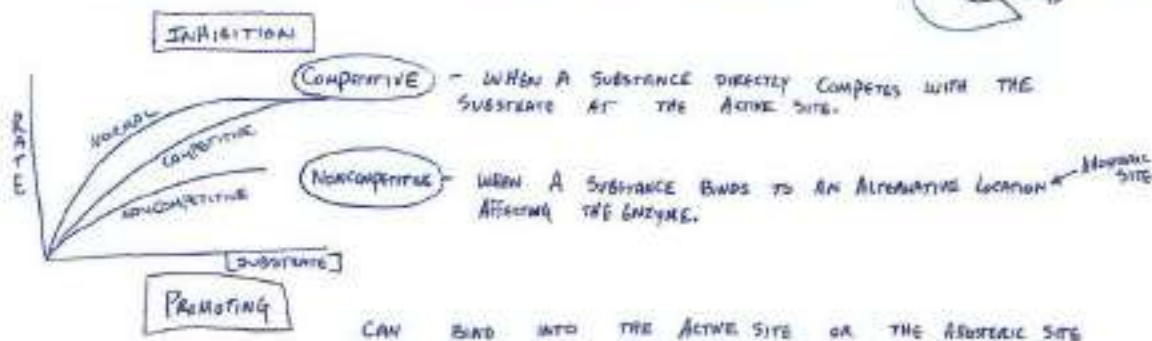 INHIBITION
COMPETITIVE - WHEN A SUBSTANCE DIRECTLY COMPETES WITH THE
SUBSTRATE AT THE ACTIVE SITE.
RATE
NORMAL
COMPETITIVE
NONCOMPETITIVE
NONCOMPETITIVE - WHEN A SUBSTANCE BINDS TO AN ALTERNATIVE LOCATION
AFFECTING THE ENZYME.
ALLOSTERIC
SITE
[SUBSTRATE]
PROMOTING
CAN BIND INTO THE ACTIVE SITE OR THE ALLOSTERIC SITE